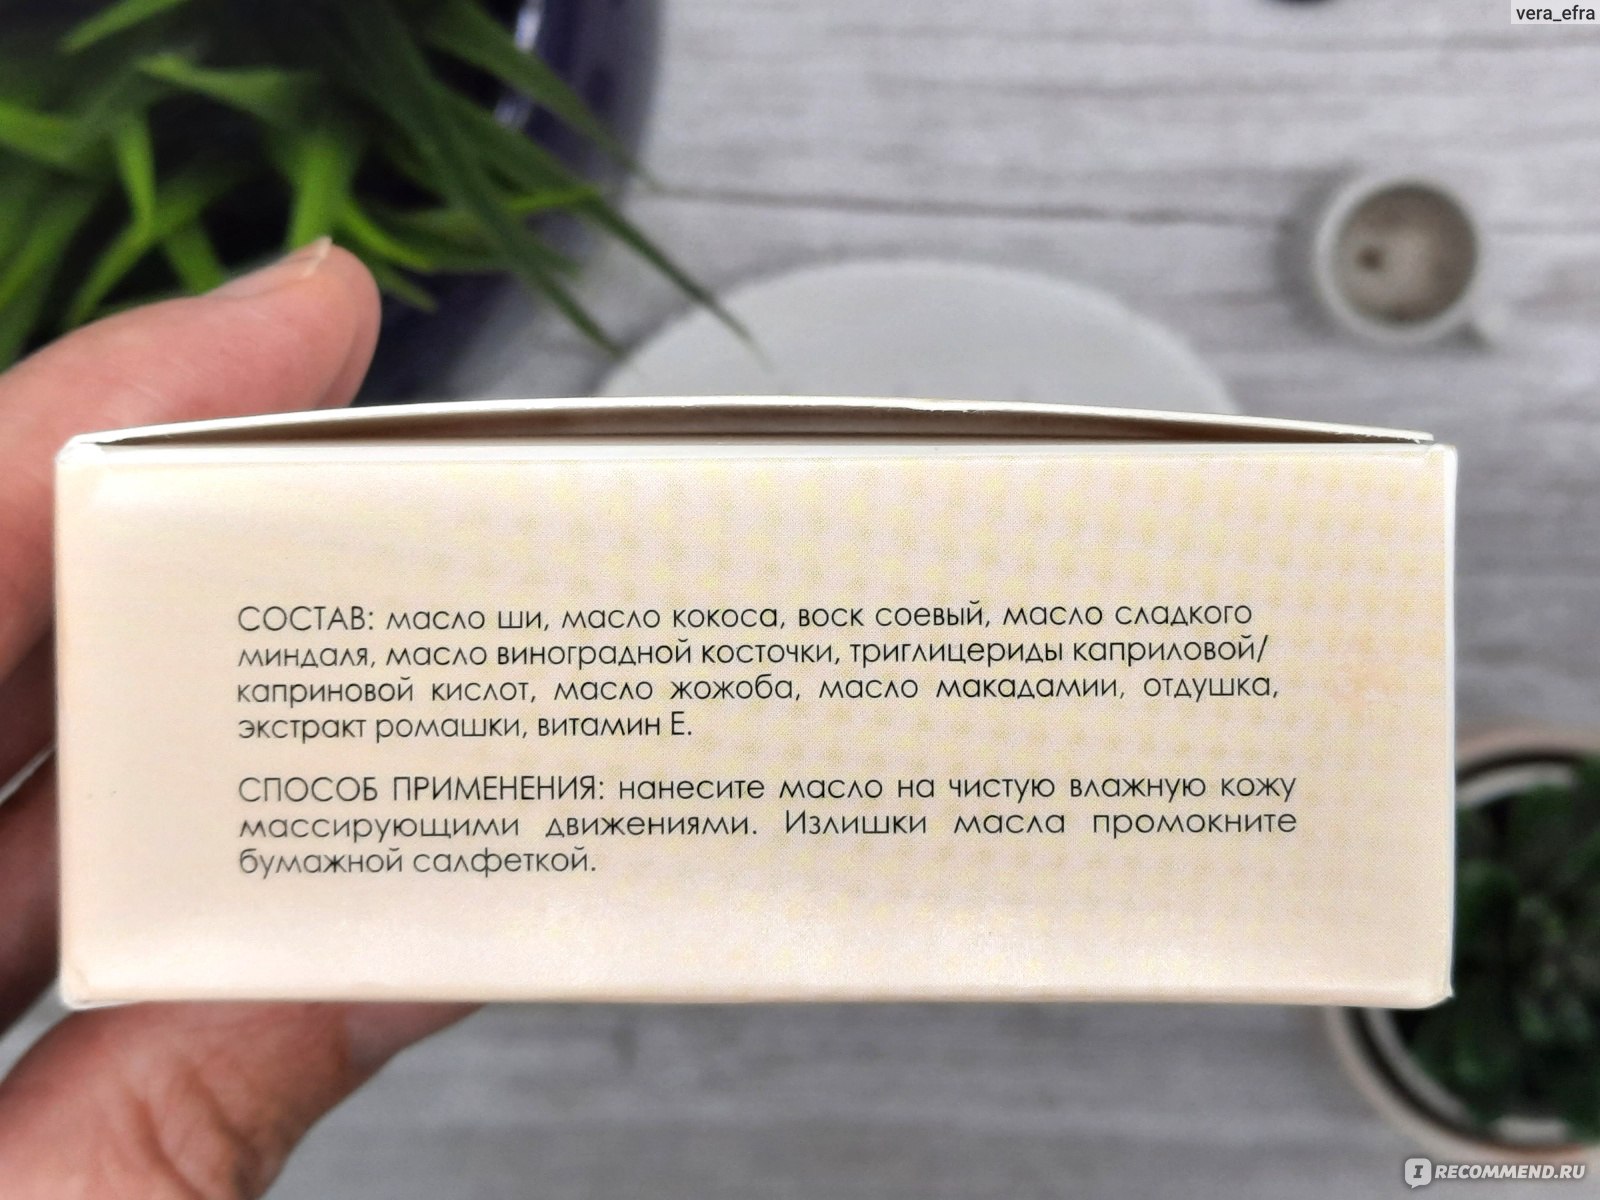 vera_efra
СОСТАВ: масло ши, масло кокоса, воск соевый, масло сладкого
миндаля, масло виноградной косточки, триглицериды каприловой/
каприновой кислот, масло жожоба, масло макадамии, отдушка,
экстракт ромашки, витамин Е.
СПОСОБ ПРИМЕНЕНИЯ: нанесите масло на чистую влажную кожу
массирующими движениями. Излишки масла промокните
бумажной салфеткой.
IRECOMMEND.RU